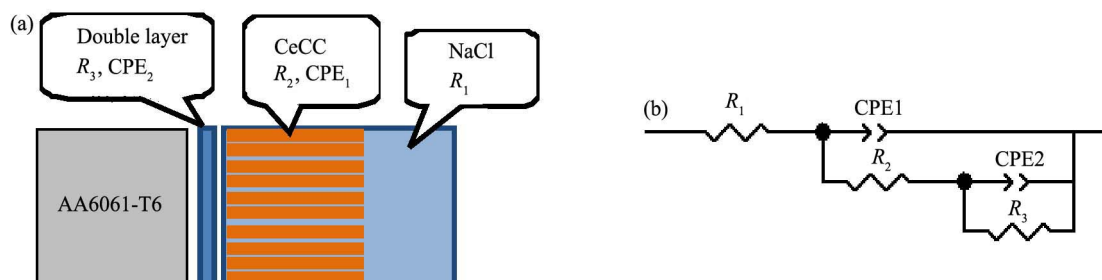 (a)
Double layer
R3, CPE2
CeCC
R2, CPE1
NaCl
R1
AA6061-T6
(b)
R1
CPE1
R2
CPE2
R3